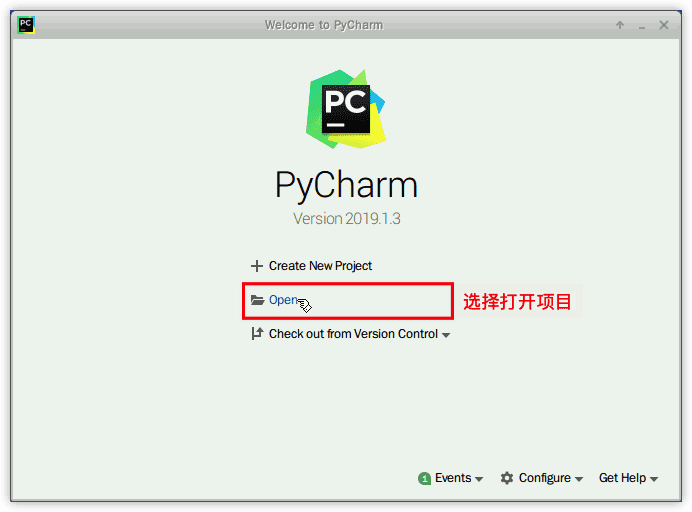 PC
Welcome to PyCharm
PC
PyCharm
Version 2019.1.3
Create New Project
Open
选择打开项目
Check out from Version Control
1 Events
Configure
Get Help